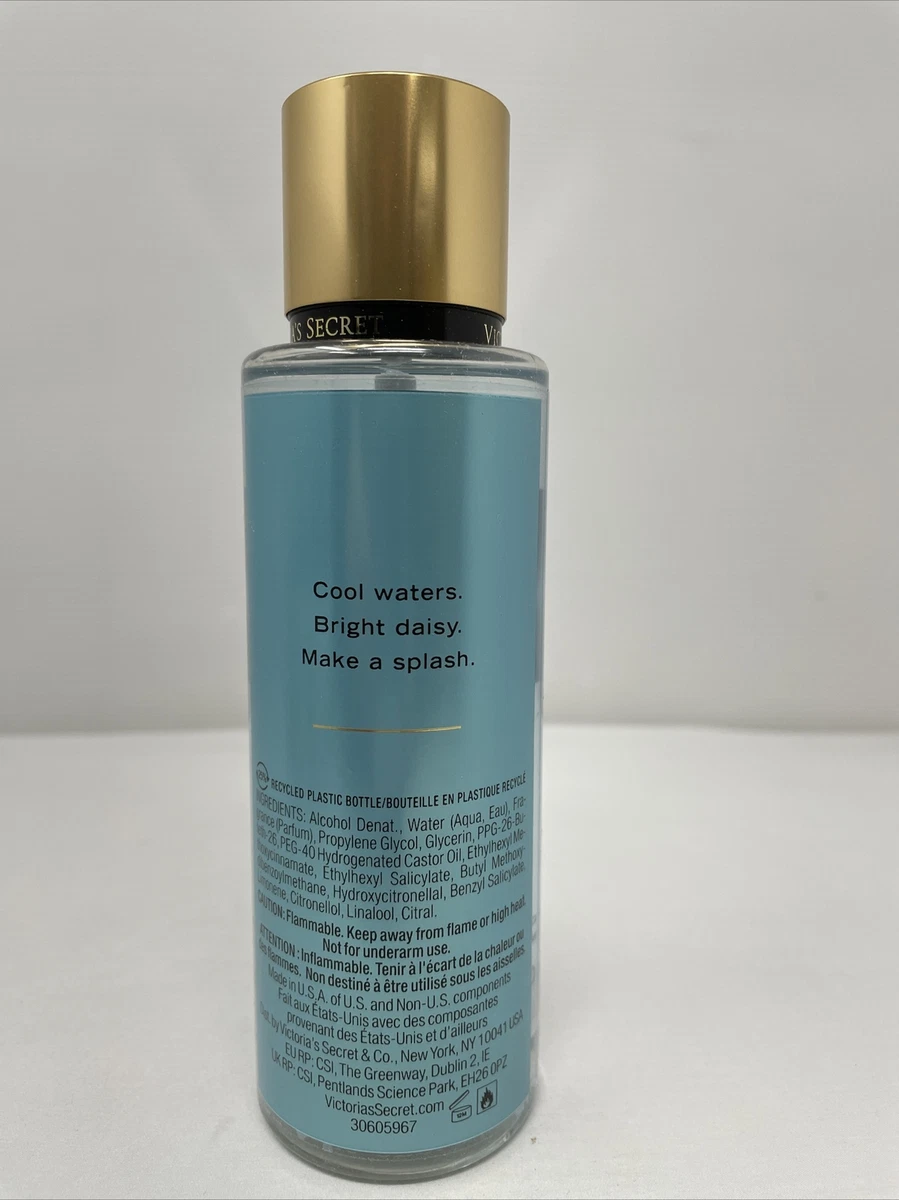 'S SECRET VIC
Cool waters.
Bright daisy.
Make a splash.
RECYCLED PLASTIC BOTTLE/BOUTEILLE EN PLASTIQUE RECYCLÉ
INGREDIENTS: Alcohol Denat., Water (Aqua, Eau), Fra-
grance (Parfum), Propylene Glycol, Glycerin, PPG-26-Bu-
teth-26, PEG-40 Hydrogenated Castor Oil, Ethylhexyl Me-
thoxycinnamate, Ethylhexyl Salicylate, Butyl Methoxy-
dibenzoylmethane, Hydroxycitronellal, Benzyl Salicylate,
Limonene, Citronellol, Linalool, Citral.
CAUTION: Flammable. Keep away from flame or high heat.
Not for underarm use.
ATTENTION : Inflammable. Tenir à l'écart de la chaleur ou
des flammes. Non destiné à être utilisé sous les aisselles.
Made in U.S.A. of U.S. and Non-U.S. components
Fait aux États-Unis avec des composantes
provenant des États-Unis et d'ailleurs
Dist. by Victoria's Secret & Co., New York, NY 10041 USA
EU RP: CSI, The Greenway, Dublin 2, IE
UK RP: CSI, Pentlands Science Park, EH26 0PZ
VictoriasSecret.com 12M
30605967